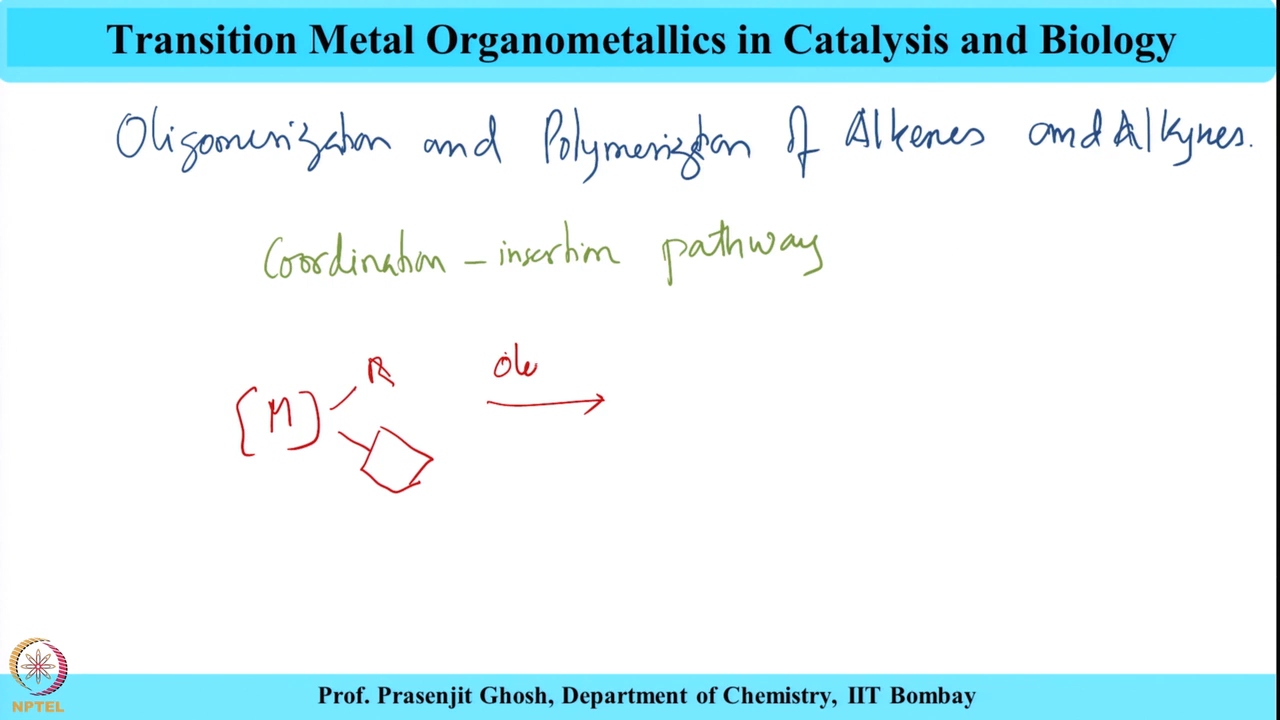 Transition Metal Organometallics in Catalysis and Biology
Oligomerization and Polymerization of Alkenes and Alkynes.
Coordination - insertion pathway
R
Ole
[M]
NPTEL
Prof. Prasenjit Ghosh, Department of Chemistry, IIT Bombay